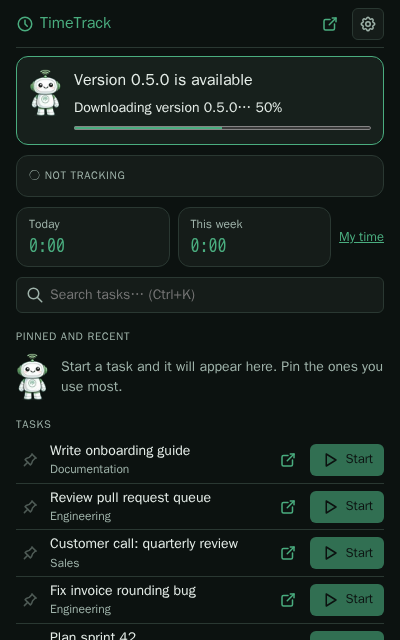 TimeTrack
Version 0.5.0 is available
Downloading version 0.5.0… 50%
NOT TRACKING
Today
0:00
This week
0:00
My time
Search tasks… (Ctrl+K)
PINNED AND RECENT
Start a task and it will appear here. Pin the ones you
use most.
TASKS
Write onboarding guide
Documentation
Start
Review pull request queue
Engineering
Start
Customer call: quarterly review
Sales
Start
Fix invoice rounding bug
Engineering
Start
Plan sprint 42